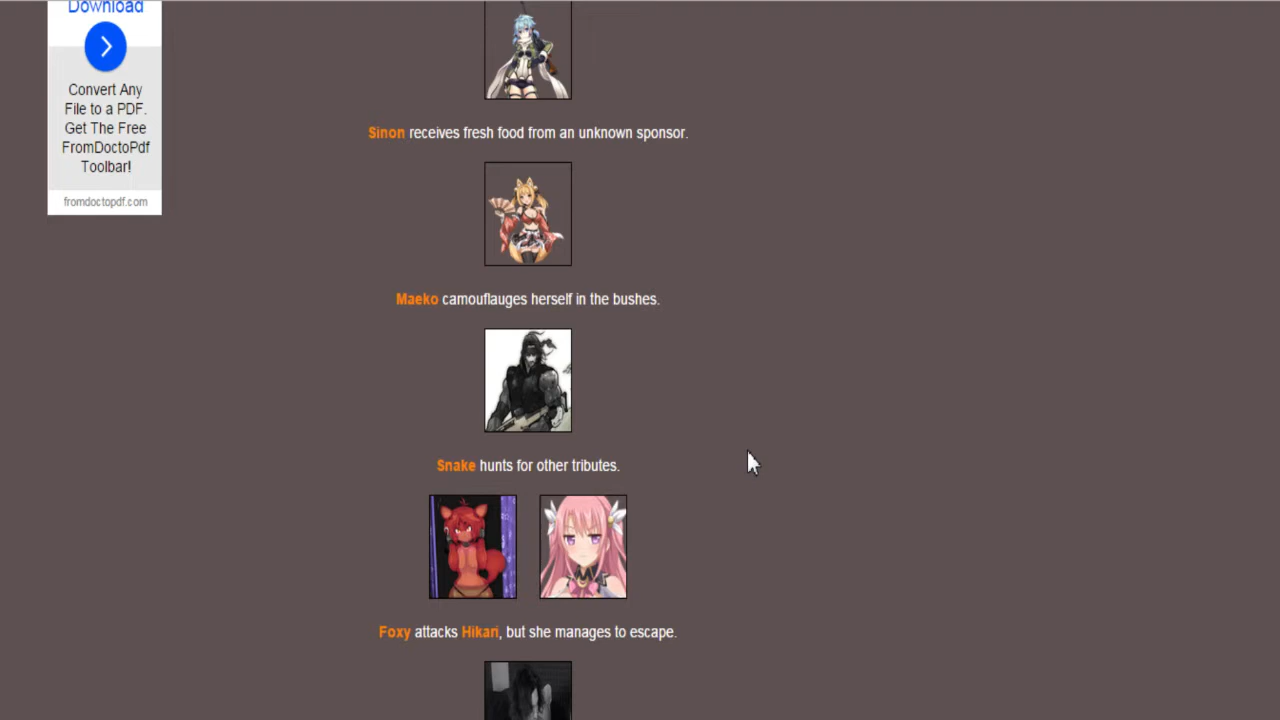 Download
Convert Any
File to a PDF.
Get The Free
FromDoctoPdf
Toolbar!
fromdoctopdf.com
Sinon receives fresh food from an unknown sponsor.
Maeko camouflauges herself in the bushes.
Snake hunts for other tributes.
Foxy attacks Hikari, but she manages to escape.